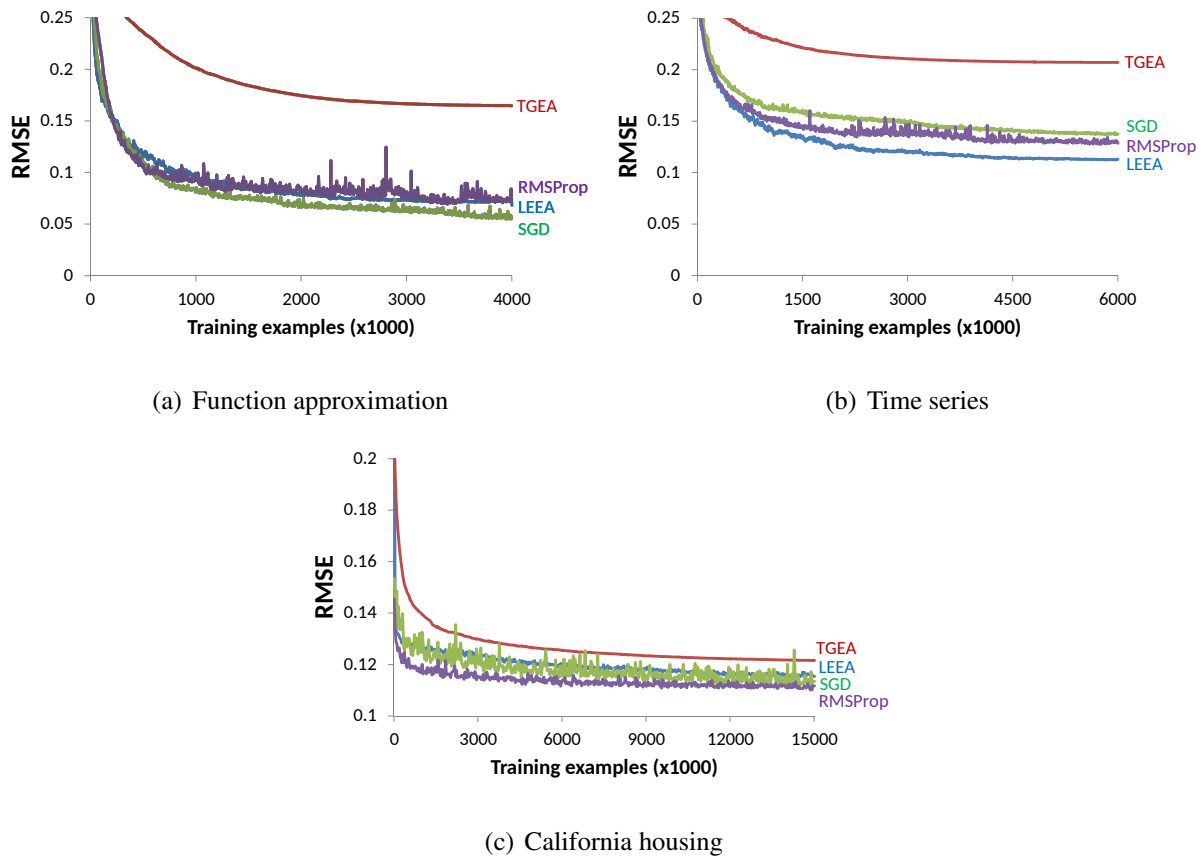 0.25
0.2
0.15
0.1
0.05
0
RMSE
TGEA
RMSProp
LEEA
SGD
0 1000 2000 3000 4000
Training examples (x1000)
(a) Function approximation
0.25
0.2
0.15
0.1
0.05
0
RMSE
TGEA
SGD
RMSProp
LEEA
0 1500 3000 4500 6000
Training examples (x1000)
(b) Time series
0.2
0.18
0.16
0.14
0.12
0.1
RMSE
TGEA
LEEA
SGD
RMSProp
0 3000 6000 9000 12000 15000
Training examples (x1000)
(c) California housing